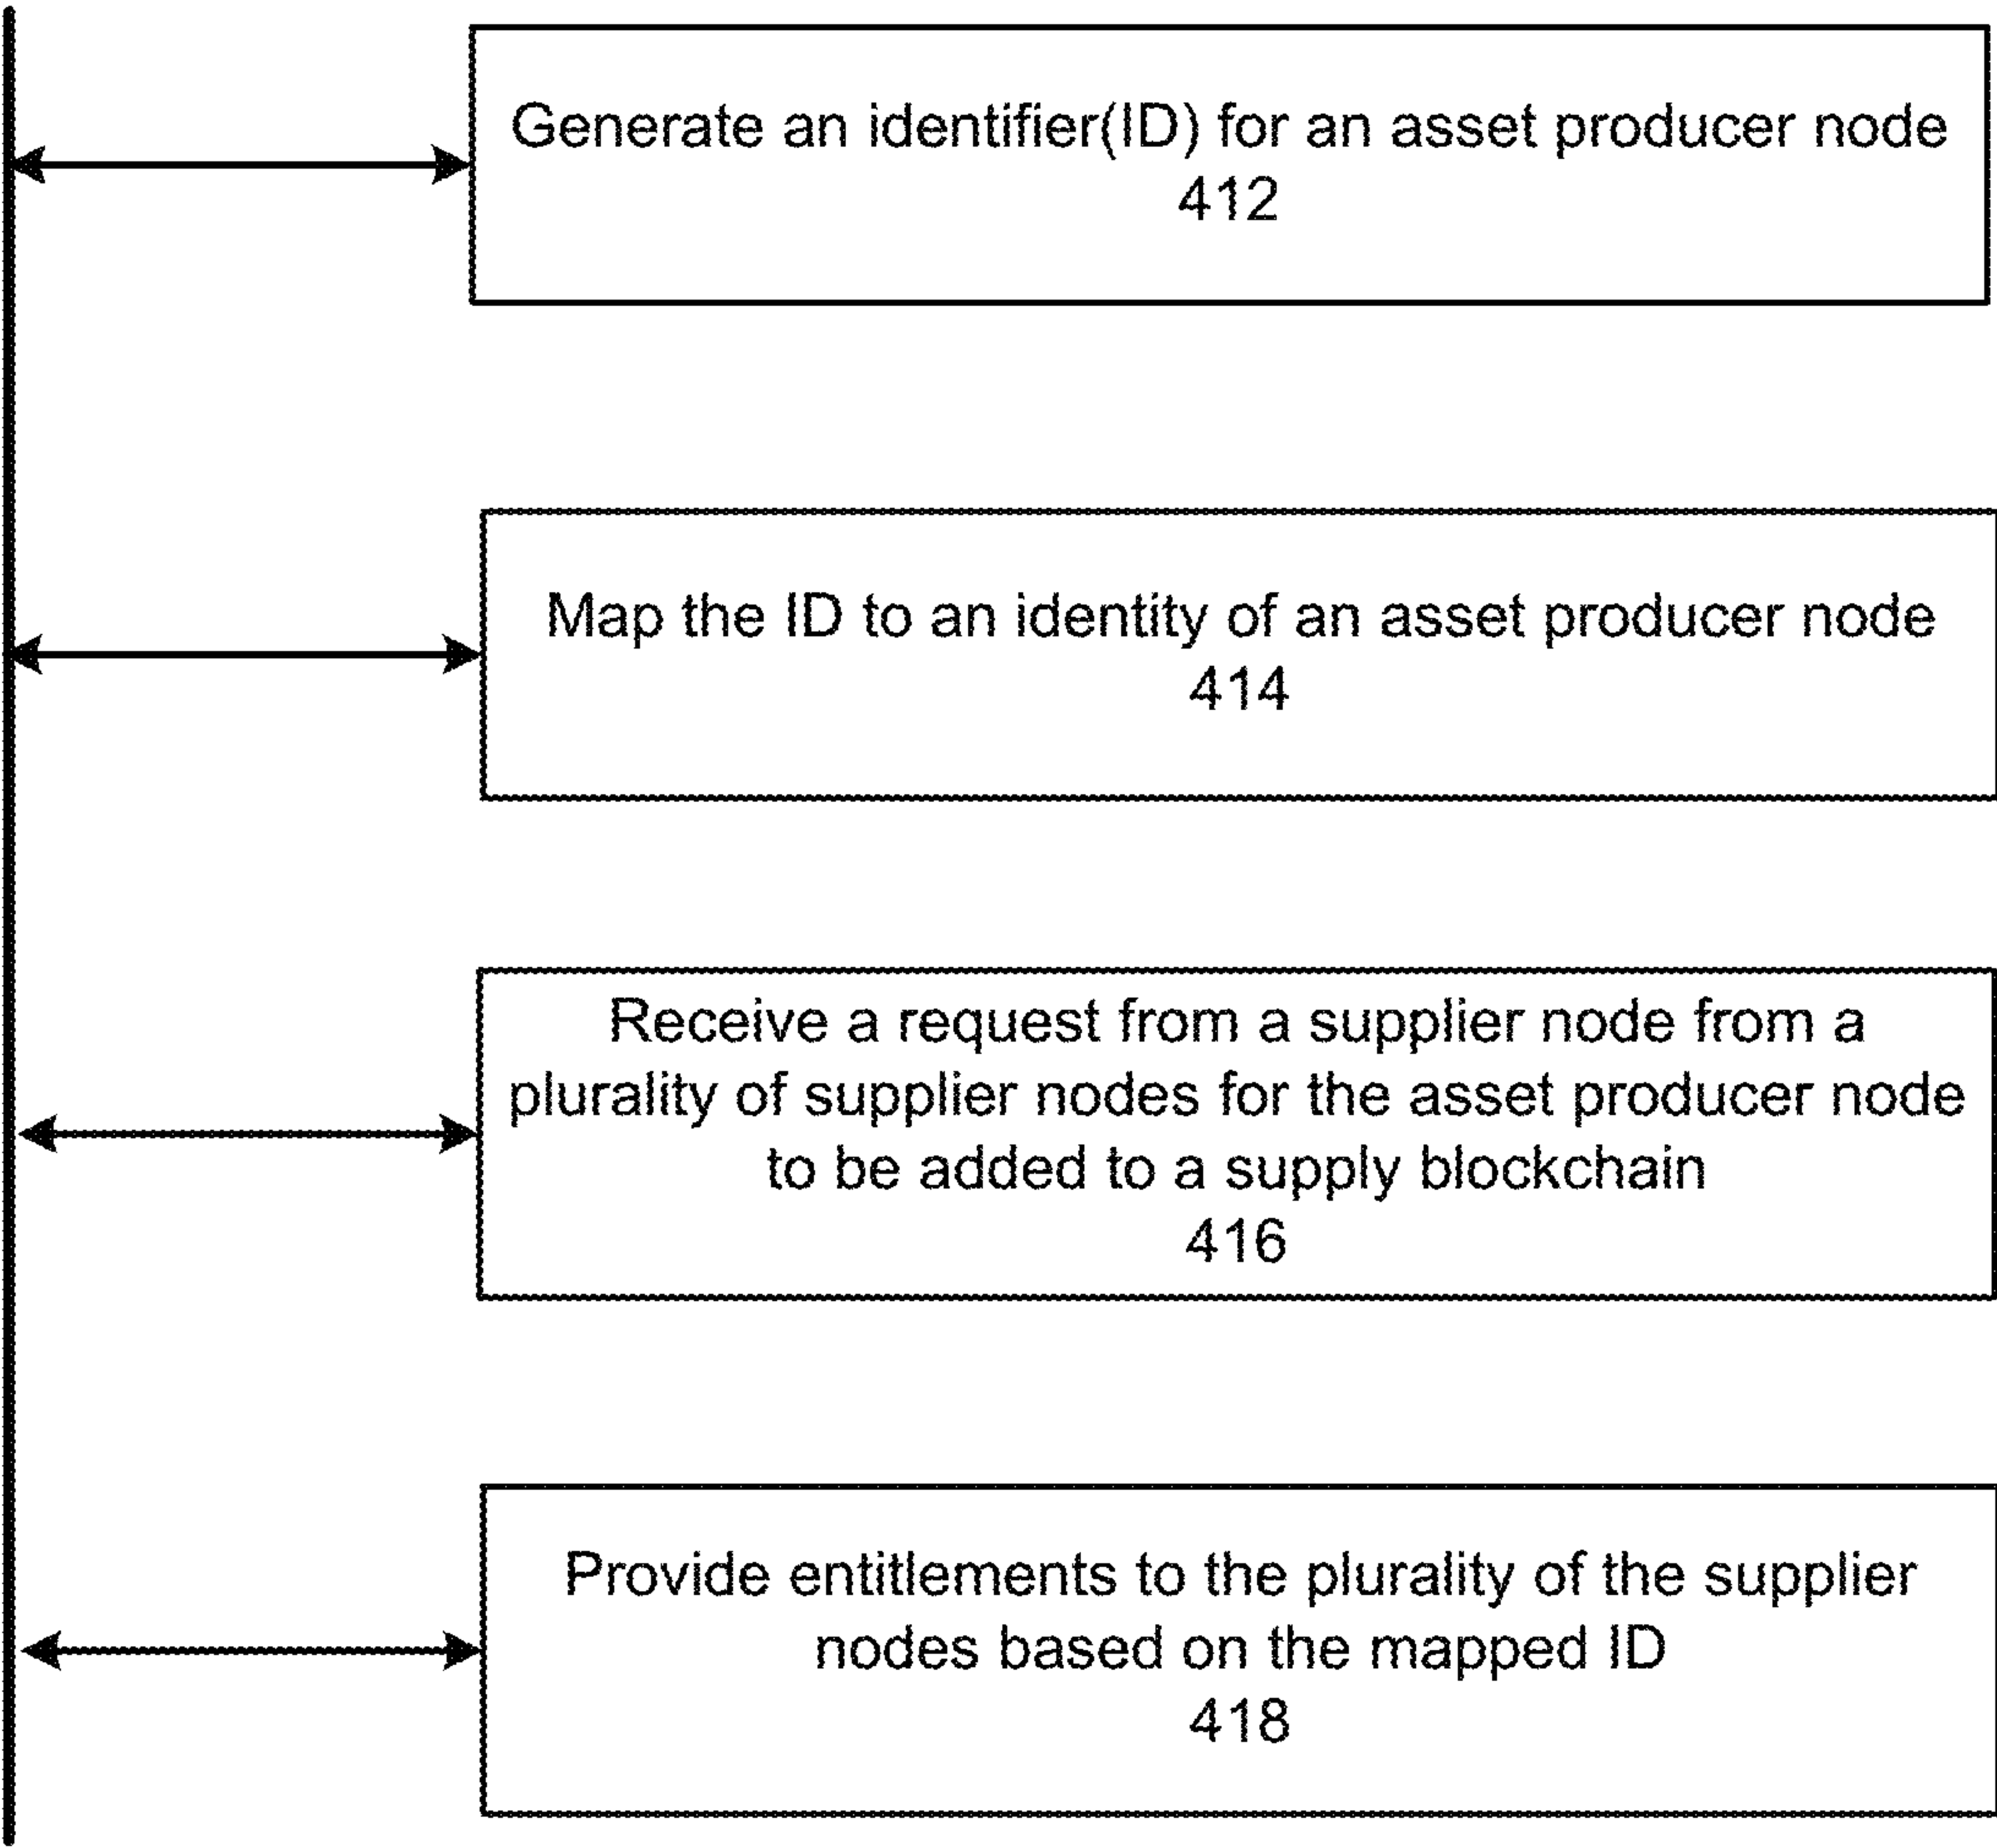 Generate an identifier(ID) for an asset producer node
412
Map the ID to an identity of an asset producer node
414
Receive a request from a supplier node from a
plurality of supplier nodes for the asset producer node
to be added to a supply blockchain
416
Provide entitlements to the plurality of the supplier
nodes based on the mapped ID
418